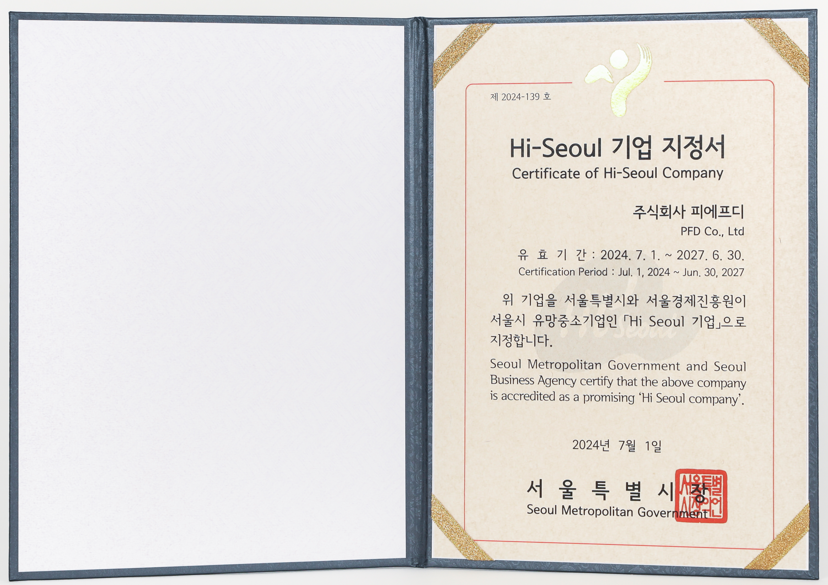 제 2024-139 호
Hi-Seoul 기업 지정서
Certificate of Hi-Seoul Company
주식회사 피에프디
PFD Co., Ltd
유 효 기 간 : 2024. 7. 1. ~ 2027. 6. 30.
Certification Period : Jul. 1, 2024 ~ Jun. 30, 2027
위 기업을 서울특별시와 서울경제진흥원이
서울시 유망중소기업인 「Hi Seoul 기업」으로
지정합니다.
Seoul Metropolitan Government and Seoul
Business Agency certify that the above company
is accredited as a promising ‘Hi Seoul company’.
2024년 7월 1일
서 울 특 별 시 장
Seoul Metropolitan Government